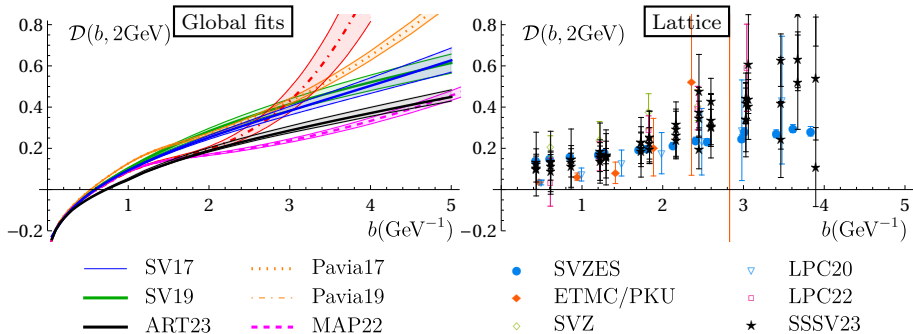 𝒟(b, 2GeV) Global fits
0.8
0.6
0.4
0.2
-0.2
1 2 3 4 5
b(GeV⁻¹)
SV17 Pavia17
SV19 Pavia19
ART23 MAP22
𝒟(b, 2GeV) Lattice
0.8
0.6
0.4
0.2
-0.2
1 2 3 4 5
b(GeV⁻¹)
SVZES LPC20
ETMC/PKU LPC22
SVZ SSSV23